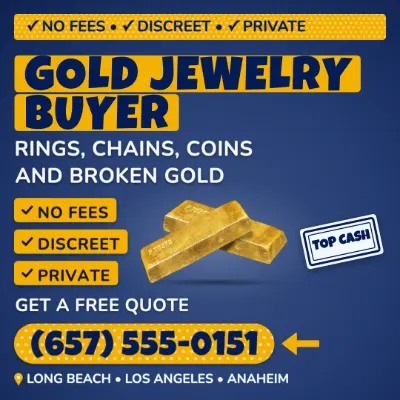 ✓ NO FEES • ✓ DISCREET • ✓ PRIVATE
GOLD JEWELRY
BUYER
RINGS, CHAINS, COINS
AND BROKEN GOLD
✓ NO FEES
✓ DISCREET
✓ PRIVATE
TOP CASH
GET A FREE QUOTE
(657) 555-0151
LONG BEACH • LOS ANGELES • ANAHEIM